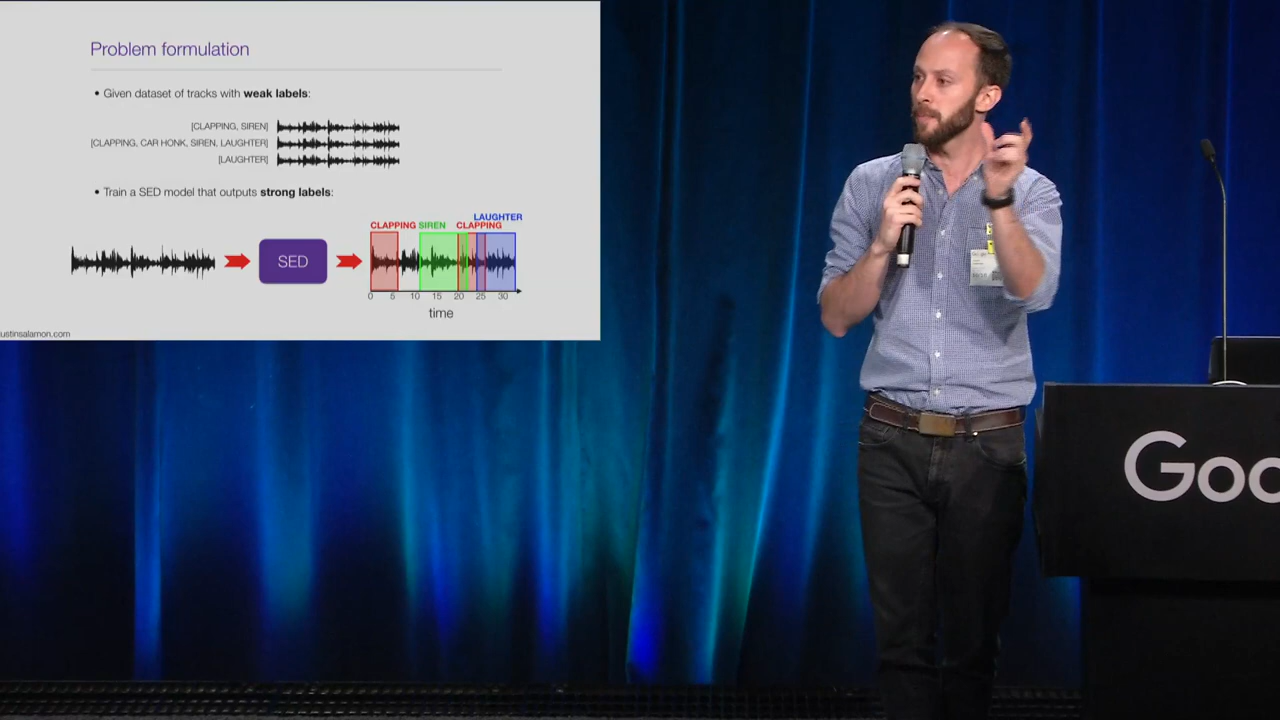 Problem formulation
• Given dataset of tracks with weak labels:
[CLAPPING, SIREN]
[CLAPPING, CAR HONK, SIREN, LAUGHTER]
[LAUGHTER]
• Train a SED model that outputs strong labels:
LAUGHTER
CLAPPING SIREN CLAPPING
SED
0 5 10 15 20 25 30
time
ustinsalamon.com
Goo